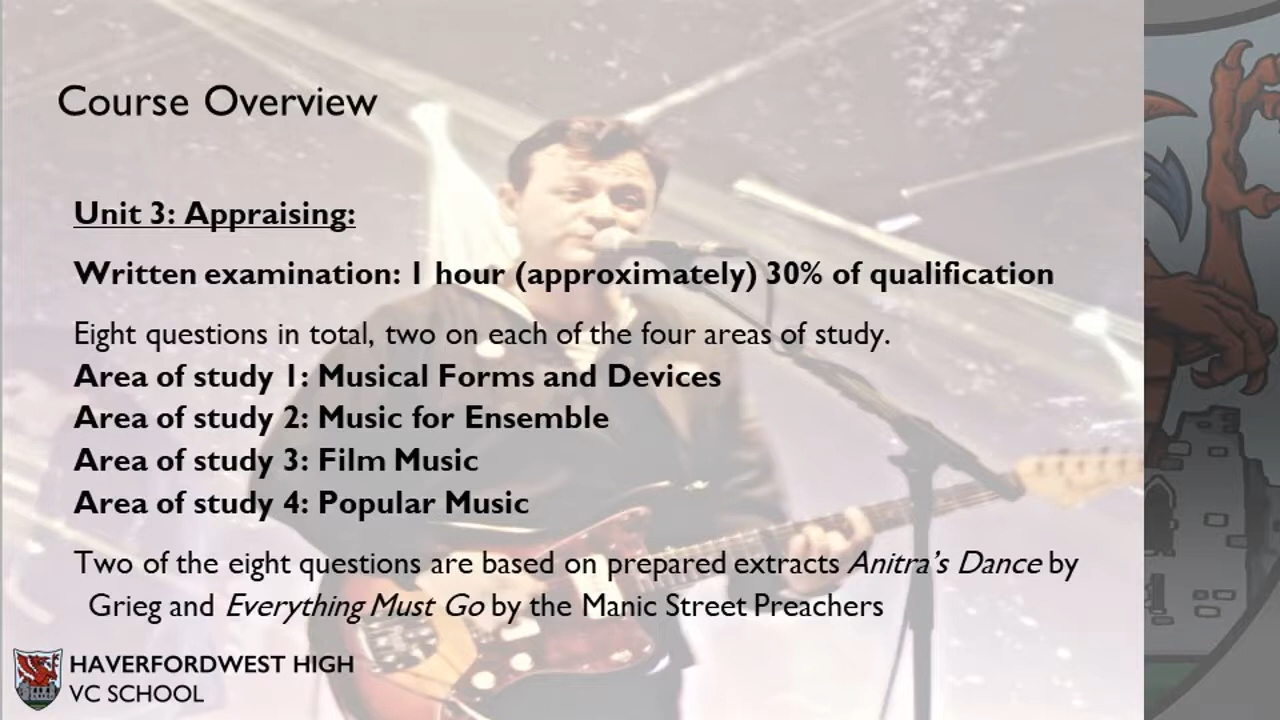 Course Overview
Unit 3: Appraising:
Written examination: 1 hour (approximately) 30% of qualification
Eight questions in total, two on each of the four areas of study.
Area of study 1: Musical Forms and Devices
Area of study 2: Music for Ensemble
Area of study 3: Film Music
Area of study 4: Popular Music
Two of the eight questions are based on prepared extracts Anitra's Dance by
Grieg and Everything Must Go by the Manic Street Preachers
HAVERFORDWEST HIGH
VC SCHOOL